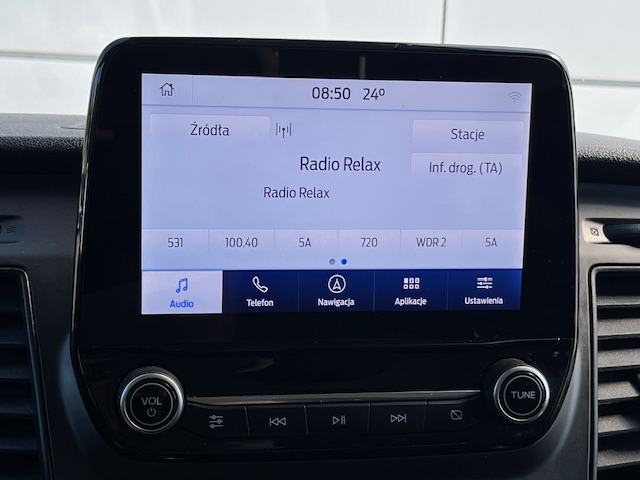 08:50 24º
Źródła
Stacje
Radio Relax
Inf. drog. (TA)
Radio Relax
531 100.40 5A 720 WDR 2 5A
Audio Telefon Nawigacja Aplikacje Ustawienia
VOL
TUNE